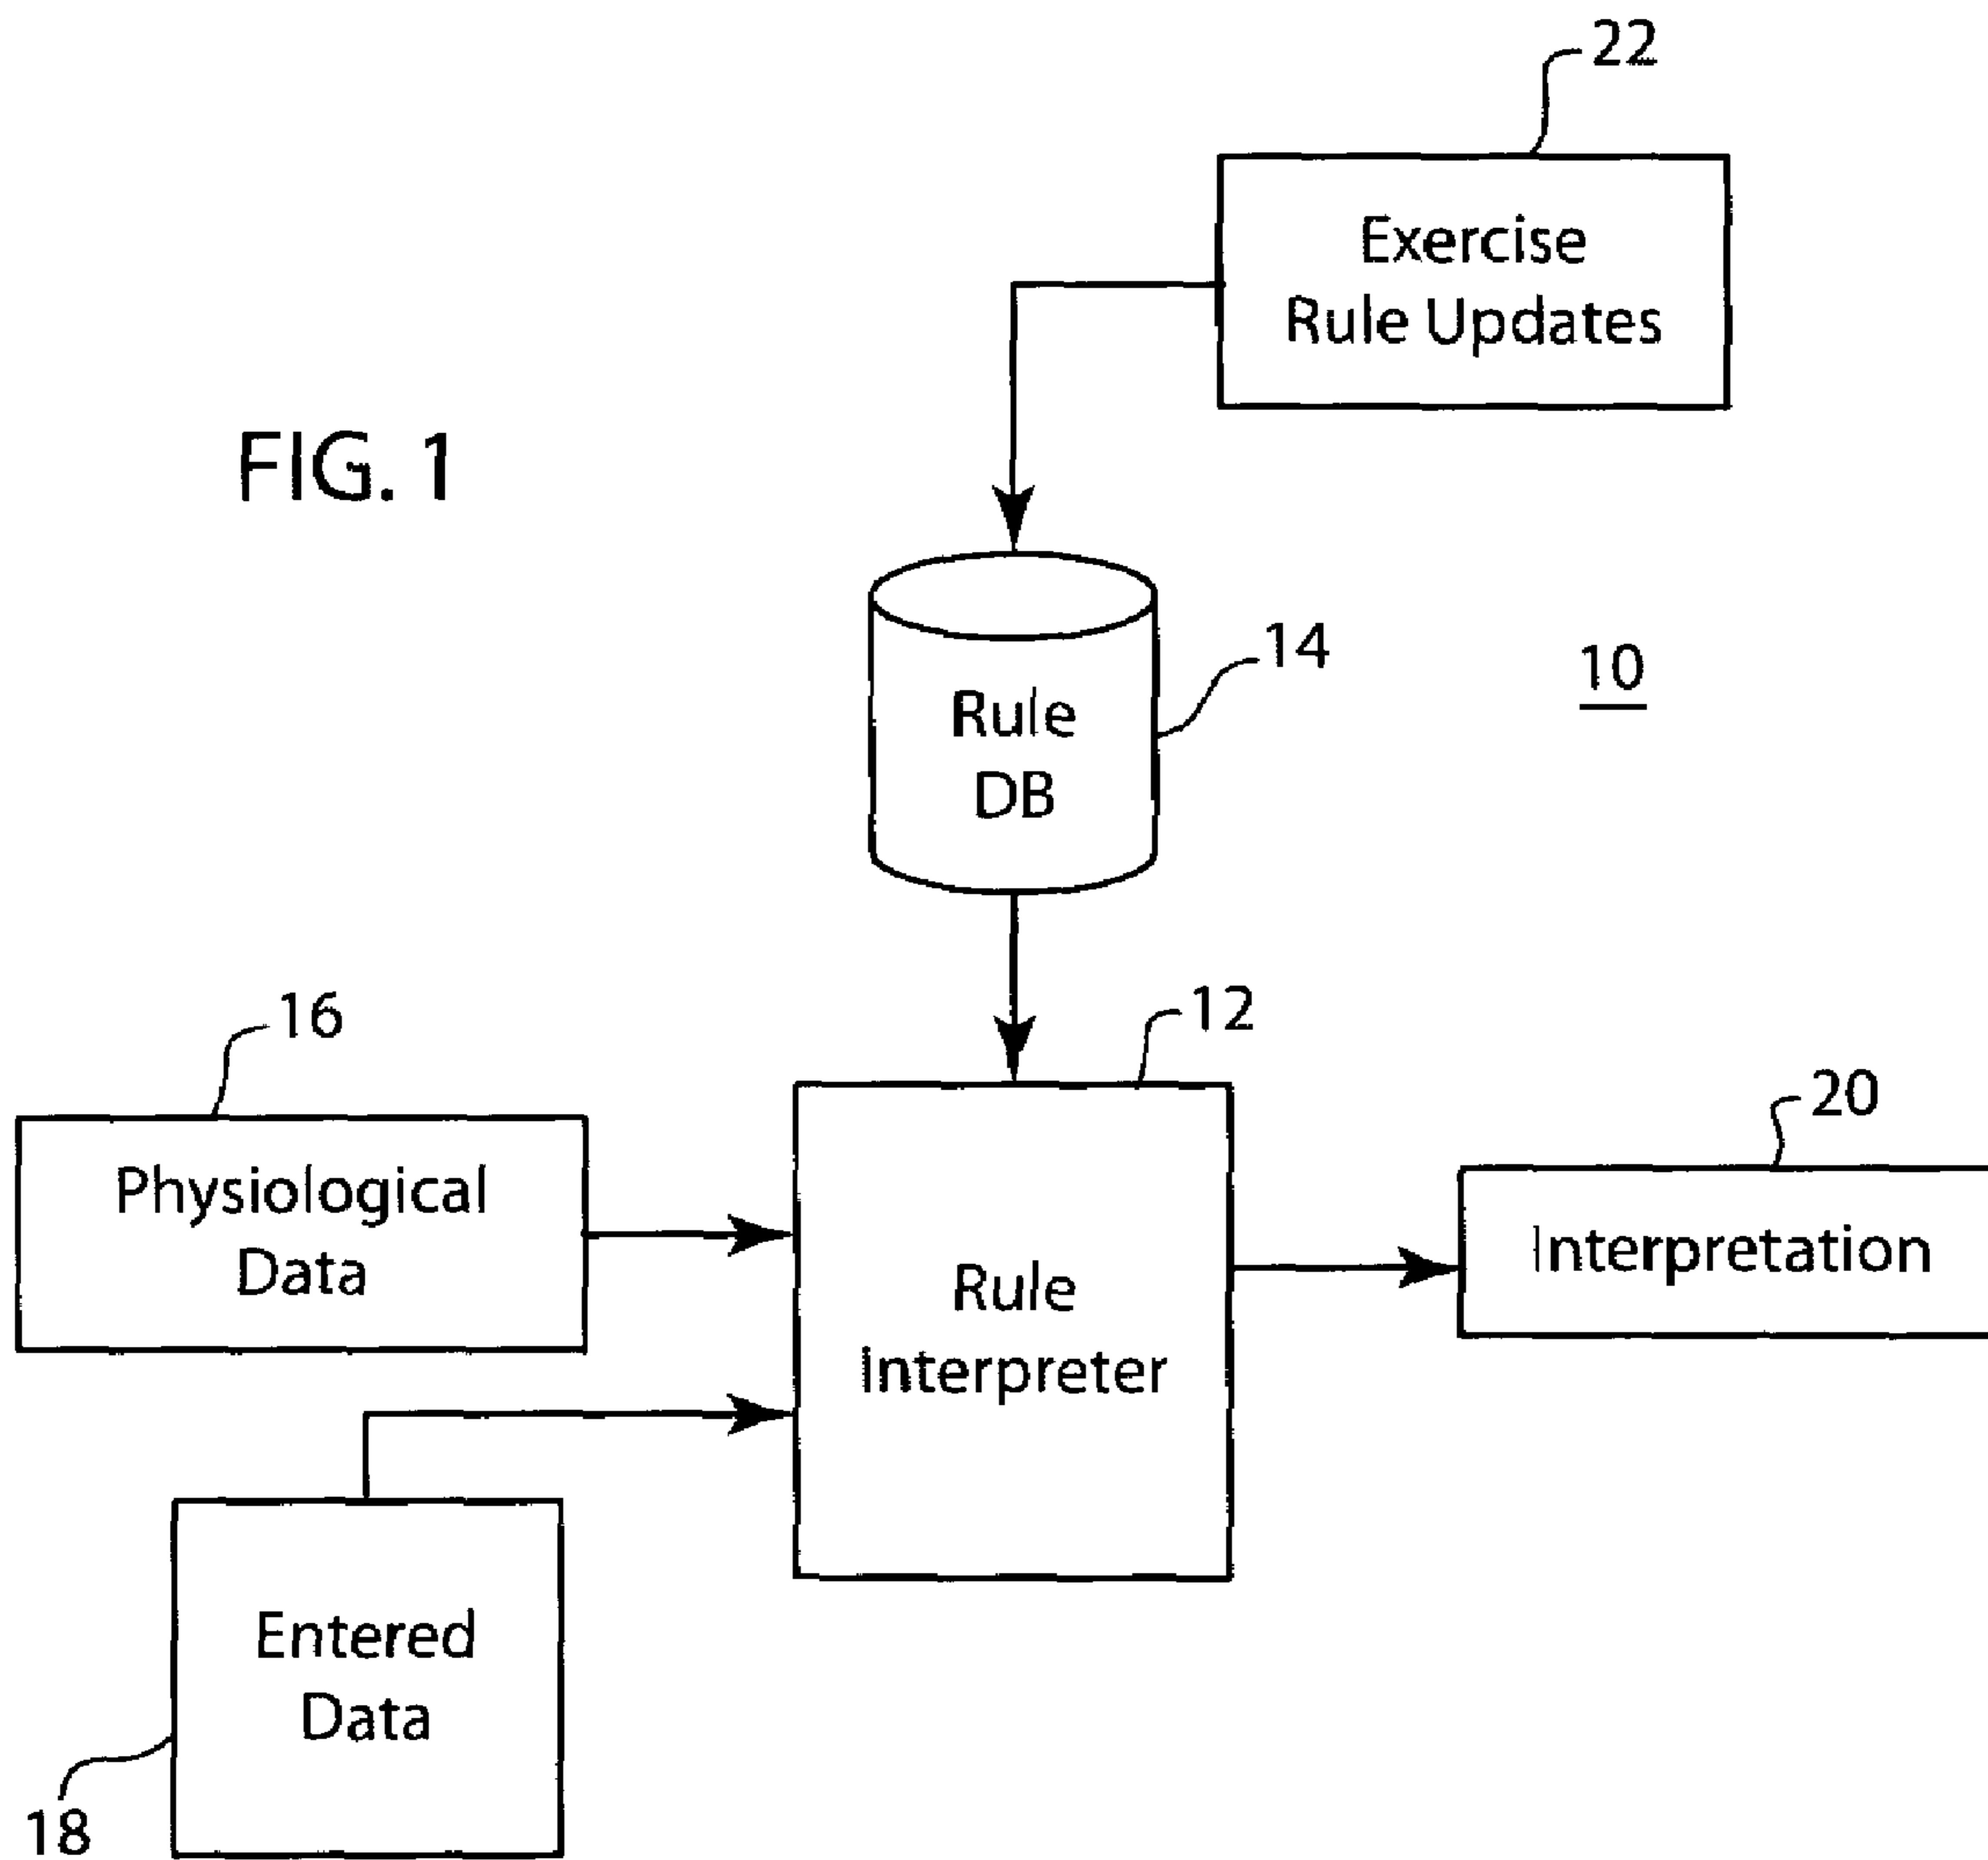 22
Exercise
Rule Updates
FIG. 1
Rule
DB
14
10
16
Physiological
Data
12
Rule
Interpreter
20
Interpretation
Entered
Data
18